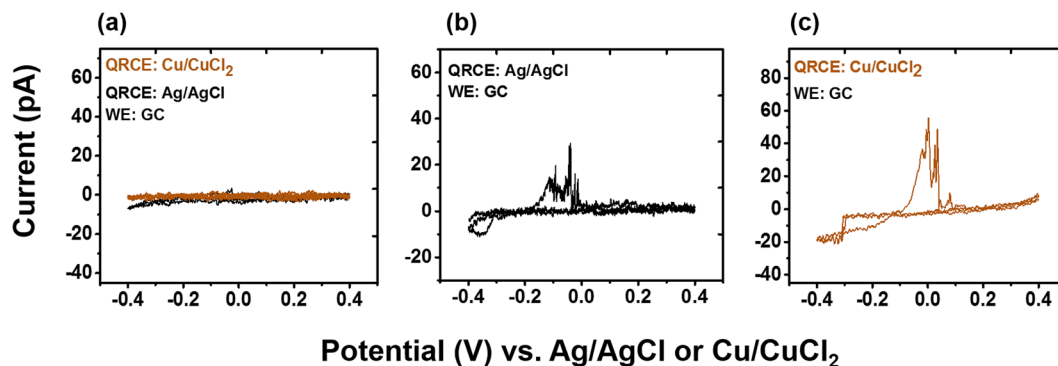 (a)
(b)
(c)
Current (pA)
60
40
20
0
-20
-40
QRCE: Cu/CuCl2
QRCE: Ag/AgCl
WE: GC
-0.4
-0.2
0.0
0.2
0.4
60
40
20
0
-20
QRCE: Ag/AgCl
WE: GC
-0.4
-0.2
0.0
0.2
0.4
80
60
40
20
0
-20
-40
QRCE: Cu/CuCl2
WE: GC
-0.4
-0.2
0.0
0.2
0.4
Potential (V) vs. Ag/AgCl or Cu/CuCl2